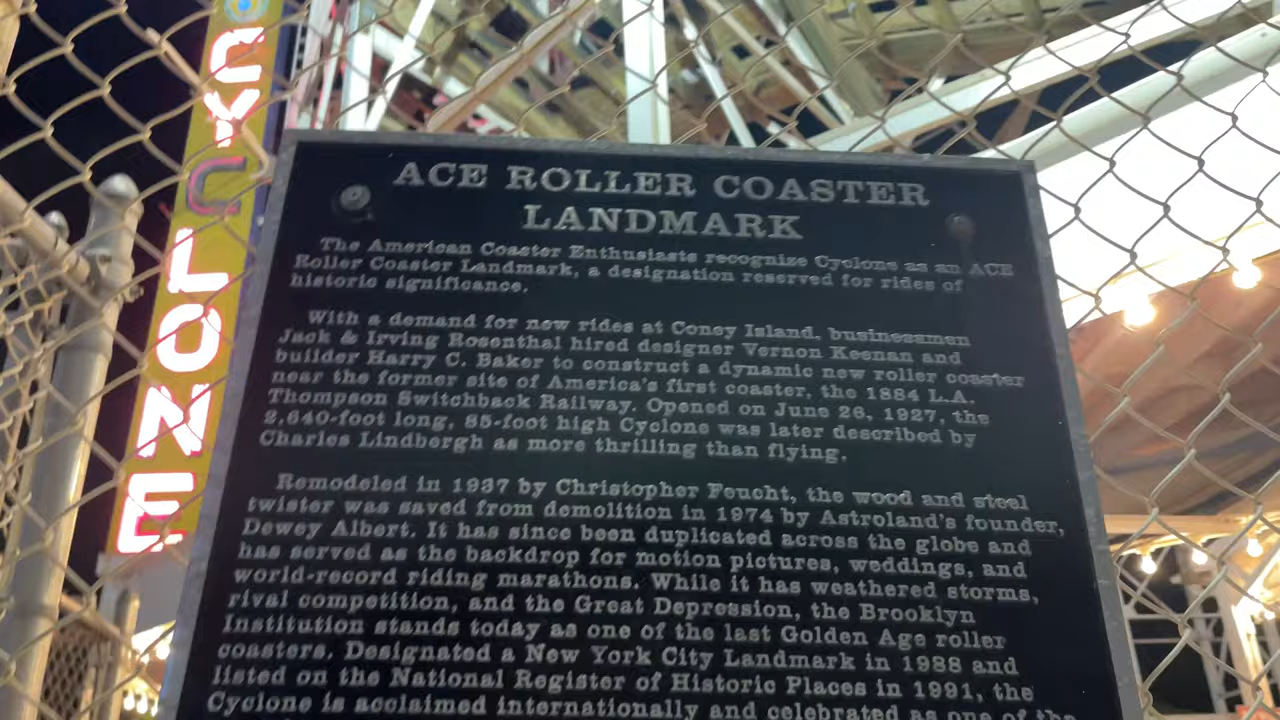 CYCLONE
ACE ROLLER COASTER
LANDMARK
The American Coaster Enthusiasts recognize Cyclone as an ACE
Roller Coaster Landmark, a designation reserved for rides of
historic significance.
With a demand for new rides at Coney Island, businessmen
Jack & Irving Rosenthal hired designer Vernon Keenan and
builder Harry C. Baker to construct a dynamic new roller coaster
near the former site of America's first coaster, the 1884 L.A.
Thompson Switchback Railway. Opened on June 26, 1927, the
2,640-foot long, 85-foot high Cyclone was later described by
Charles Lindbergh as more thrilling than flying.
Remodeled in 1937 by Christopher Feucht, the wood and steel
twister was saved from demolition in 1974 by Astroland's founder,
Dewey Albert. It has since been duplicated across the globe and
has served as the backdrop for motion pictures, weddings, and
world-record riding marathons. While it has weathered storms,
rival competition, and the Great Depression, the Brooklyn
Institution stands today as one of the last Golden Age roller
coasters. Designated a New York City Landmark in 1988 and
listed on the National Register of Historic Places in 1991, the
Cyclone is acclaimed internationally and celebrated as one of the